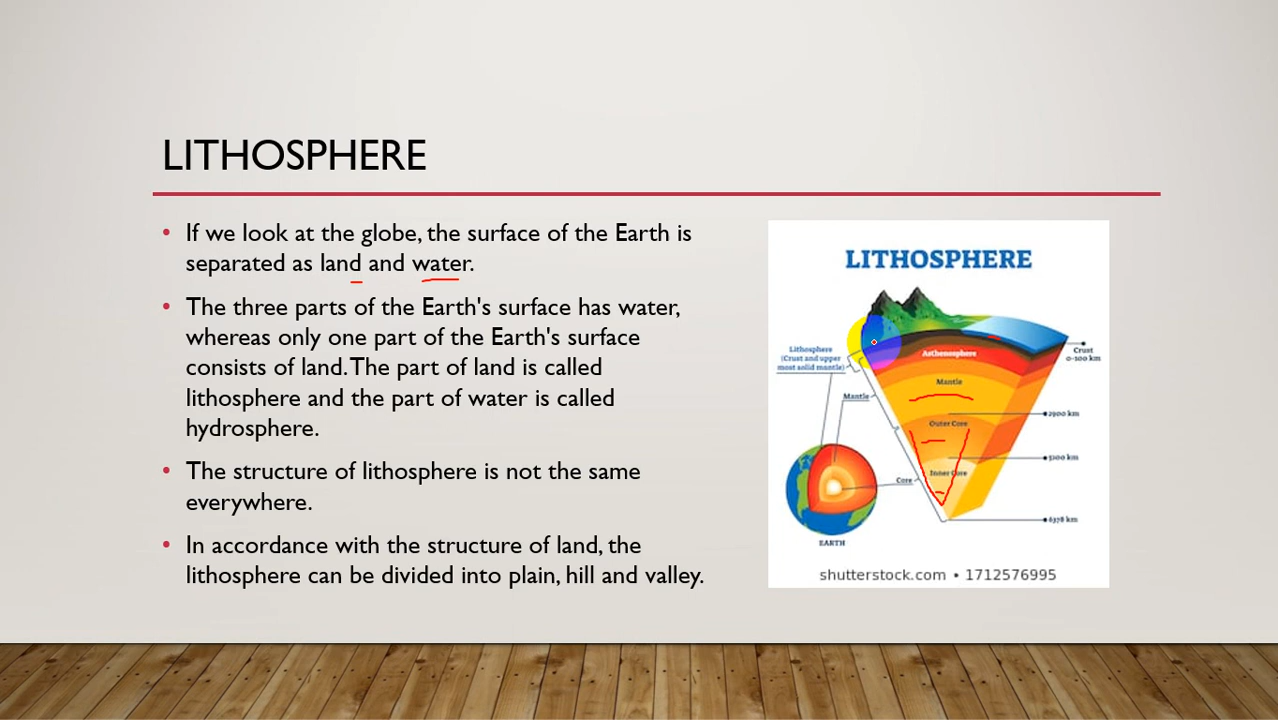 LITHOSPHERE
• If we look at the globe, the surface of the Earth is
separated as land and water.
• The three parts of the Earth's surface has water,
whereas only one part of the Earth's surface
consists of land. The part of land is called
lithosphere and the part of water is called
hydrosphere.
• The structure of lithosphere is not the same
everywhere.
• In accordance with the structure of land, the
lithosphere can be divided into plain, hill and valley.
LITHOSPHERE
Lithosphere
(Crust and upper
most solid mantle)
Asthenosphere
Crust
0-100 km
Mantle
Mantle
2900 km
Outer Core
5100 km
Inner Core
Core
6378 km
EARTH
shutterstock.com • 1712576995